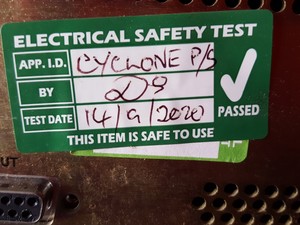 ELECTRICAL SAFETY TEST
APP. I.D. CYCLONE P/S
BY D9
TEST DATE 14/9/2020
PASSED
THIS ITEM IS SAFE TO USE
UT